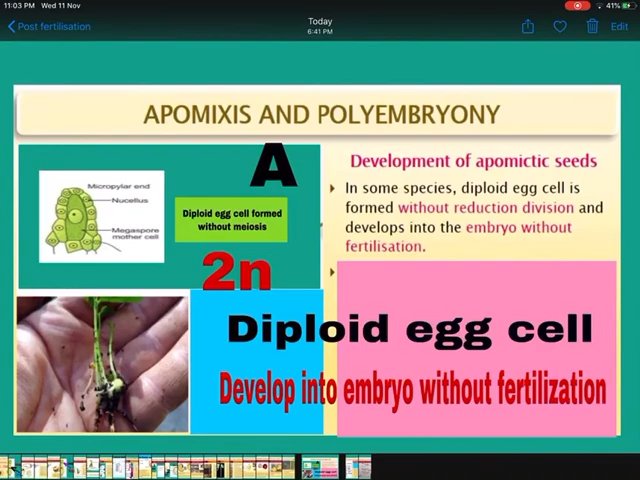 11:03 PM Wed 11 Nov
41%
Post fertilisation
Today
6:41 PM
Edit
APOMIXIS AND POLYEMBRYONY
A
Micropylar end
Nucellus
Megaspore
mother cell
Diploid egg cell formed
without meiosis
2n
Development of apomictic seeds
In some species, diploid egg cell is
formed without reduction division and
develops into the embryo without
fertilisation.
Diploid egg cell
Develop into embryo without fertilization